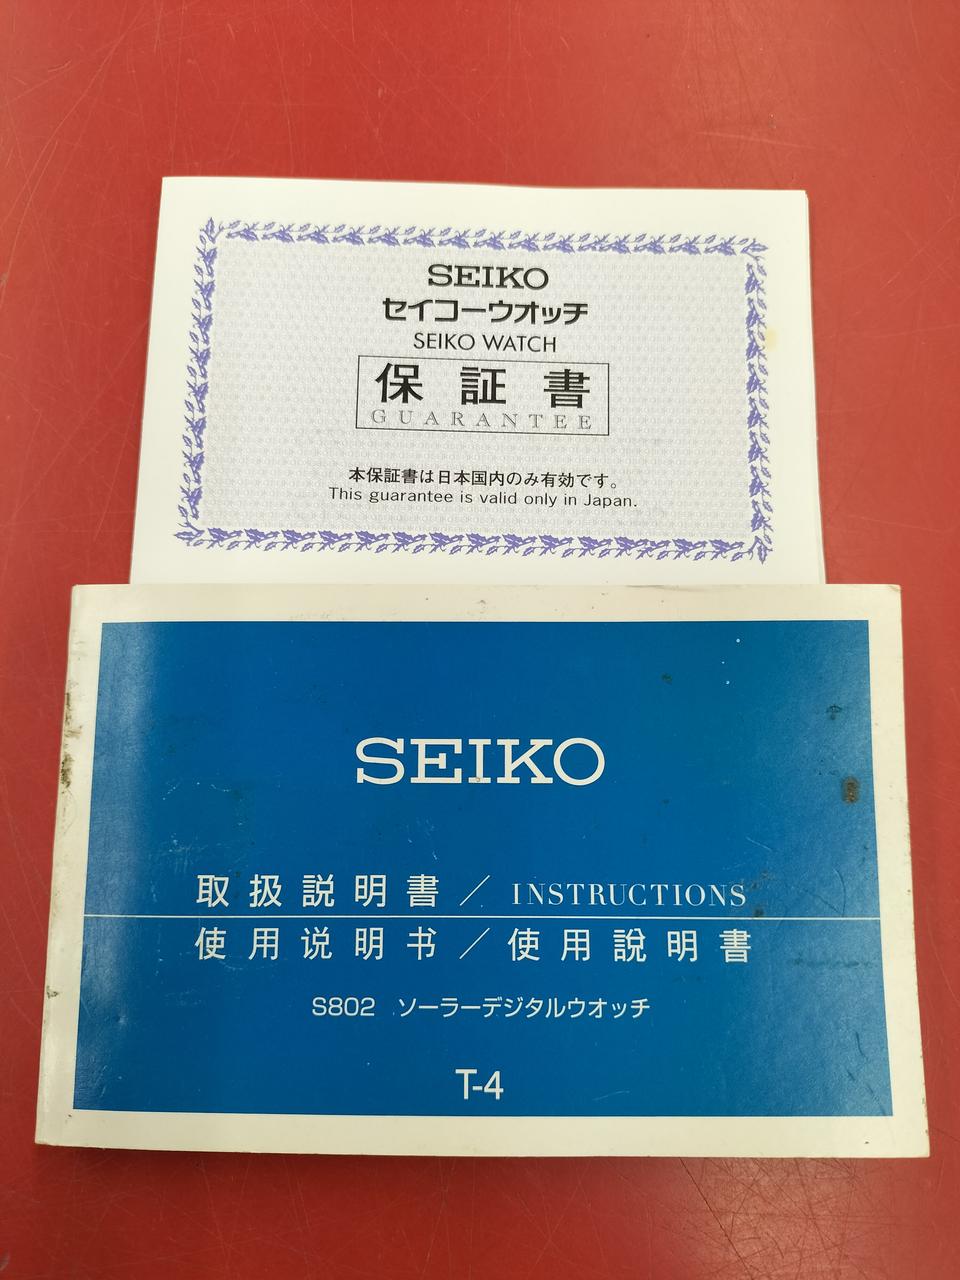 SEIKO
セイコーウオッチ
SEIKO WATCH
保証書
GUARANTEE
本保証書は日本国内のみ有効です。
This guarantee is valid only in Japan.
SEIKO
取扱説明書／INSTRUCTIONS
使用说明书／使用說明書
S802 ソーラーデジタルウオッチ
T-4